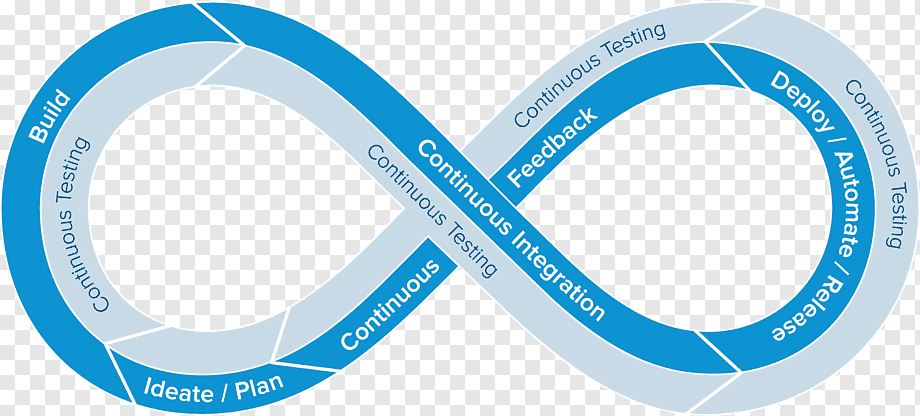 Build
Continuous Testing
Ideate / Plan
Continuous Feedback
Continuous Testing
Continuous Integration
Continuous Testing
Deploy / Automate / Release
Continuous Testing